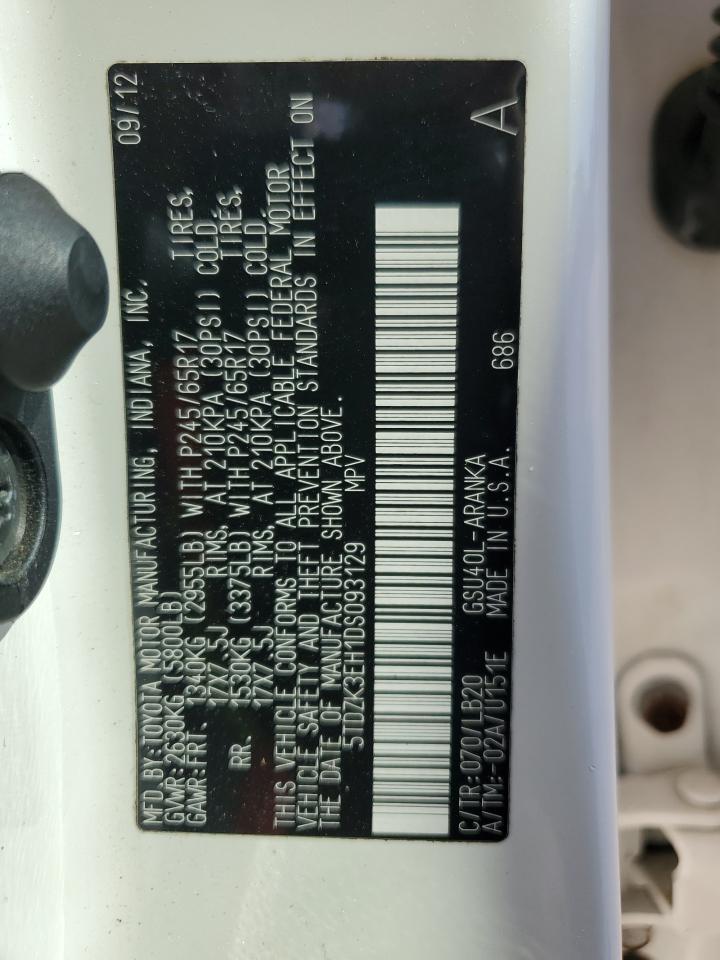 MFD.BY:TOYOTA MOTOR MANUFACTURING, INDIANA, INC. 09/12
GVWR:2630KG (5800LB)
GAWR:FRT. 1340KG (2955LB) WITH P245/65R17 TIRES,
17X7.5J RIMS, AT 210KPA (30PSI) COLD
RR. 1530KG (3375LB) WITH P245/65R17 TIRES,
17X7.5J RIMS, AT 210KPA (30PSI) COLD.
THIS VEHICLE CONFORMS TO ALL APPLICABLE FEDERAL MOTOR
VEHICLE SAFETY AND THEFT PREVENTION STANDARDS IN EFFECT ON
THE DATE OF MANUFACTURE SHOWN ABOVE.
5TDZK3EH1DS093129 MPV
C/TR:070/LB20 GSU40L-ARANKA 686 A
A/TM:-02A/U151E MADE IN U.S.A.